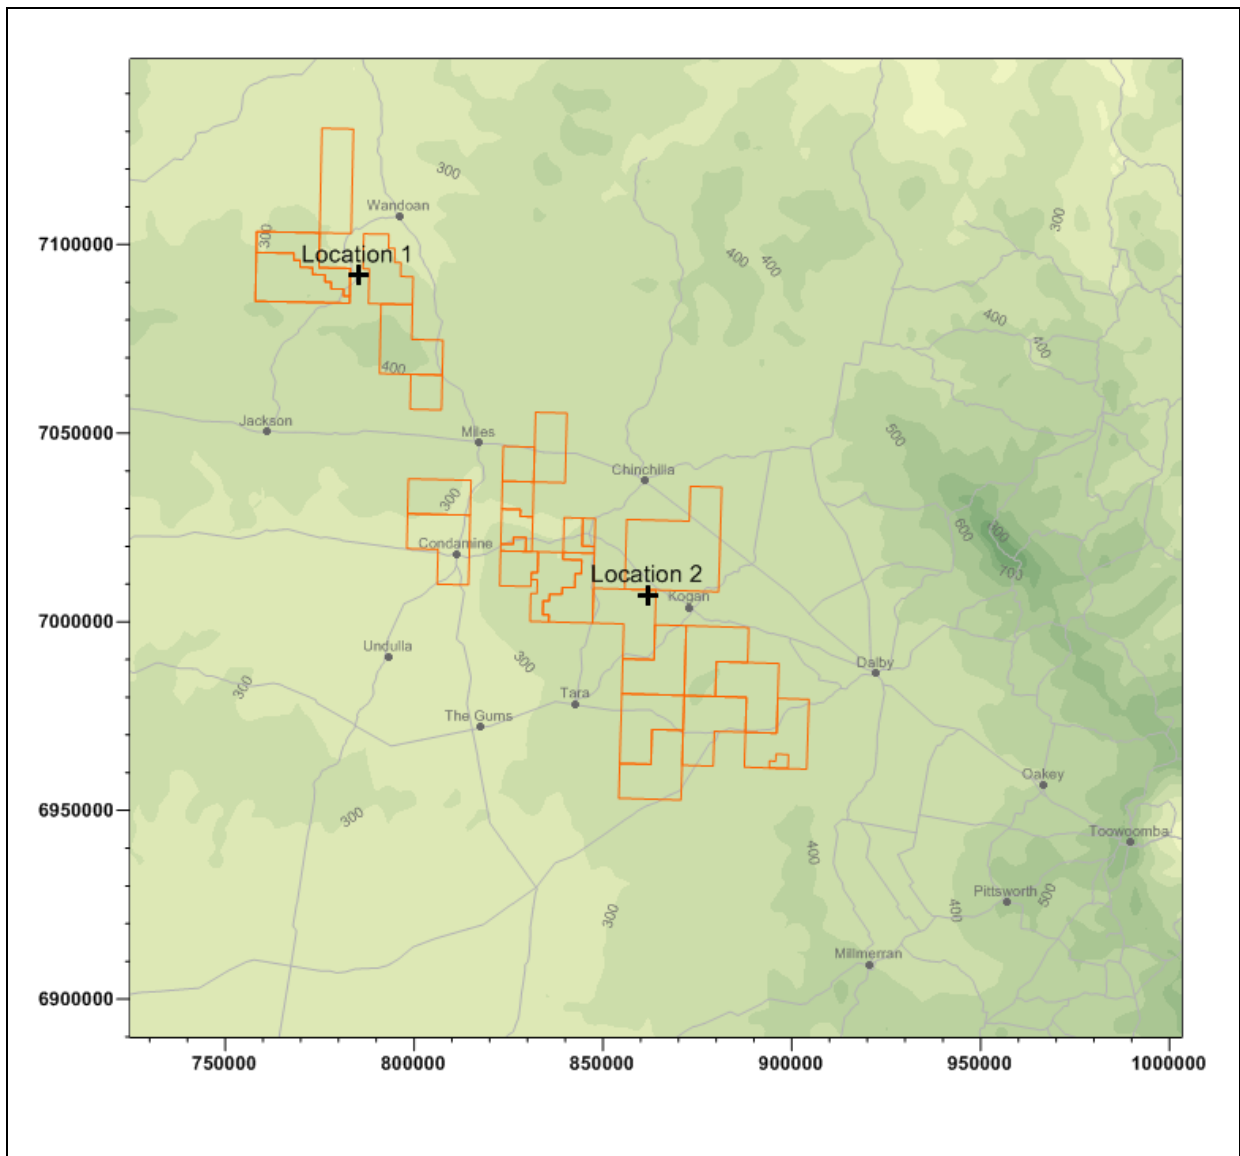 300
Wandoan
300
300
7100000
Location 1
400
400
400
400
400
Jackson
Miles
7050000
500
Chinchilla
300
600
800
Condamine
700
Location 2
Kogan
7000000
Undulla
300
Dalby
300
Tara
The Gums
Oakey
6950000
300
Toowoomba
400
Pittsworth
500
400
300
Millmerran
6900000
750000 800000 850000 900000 950000 1000000